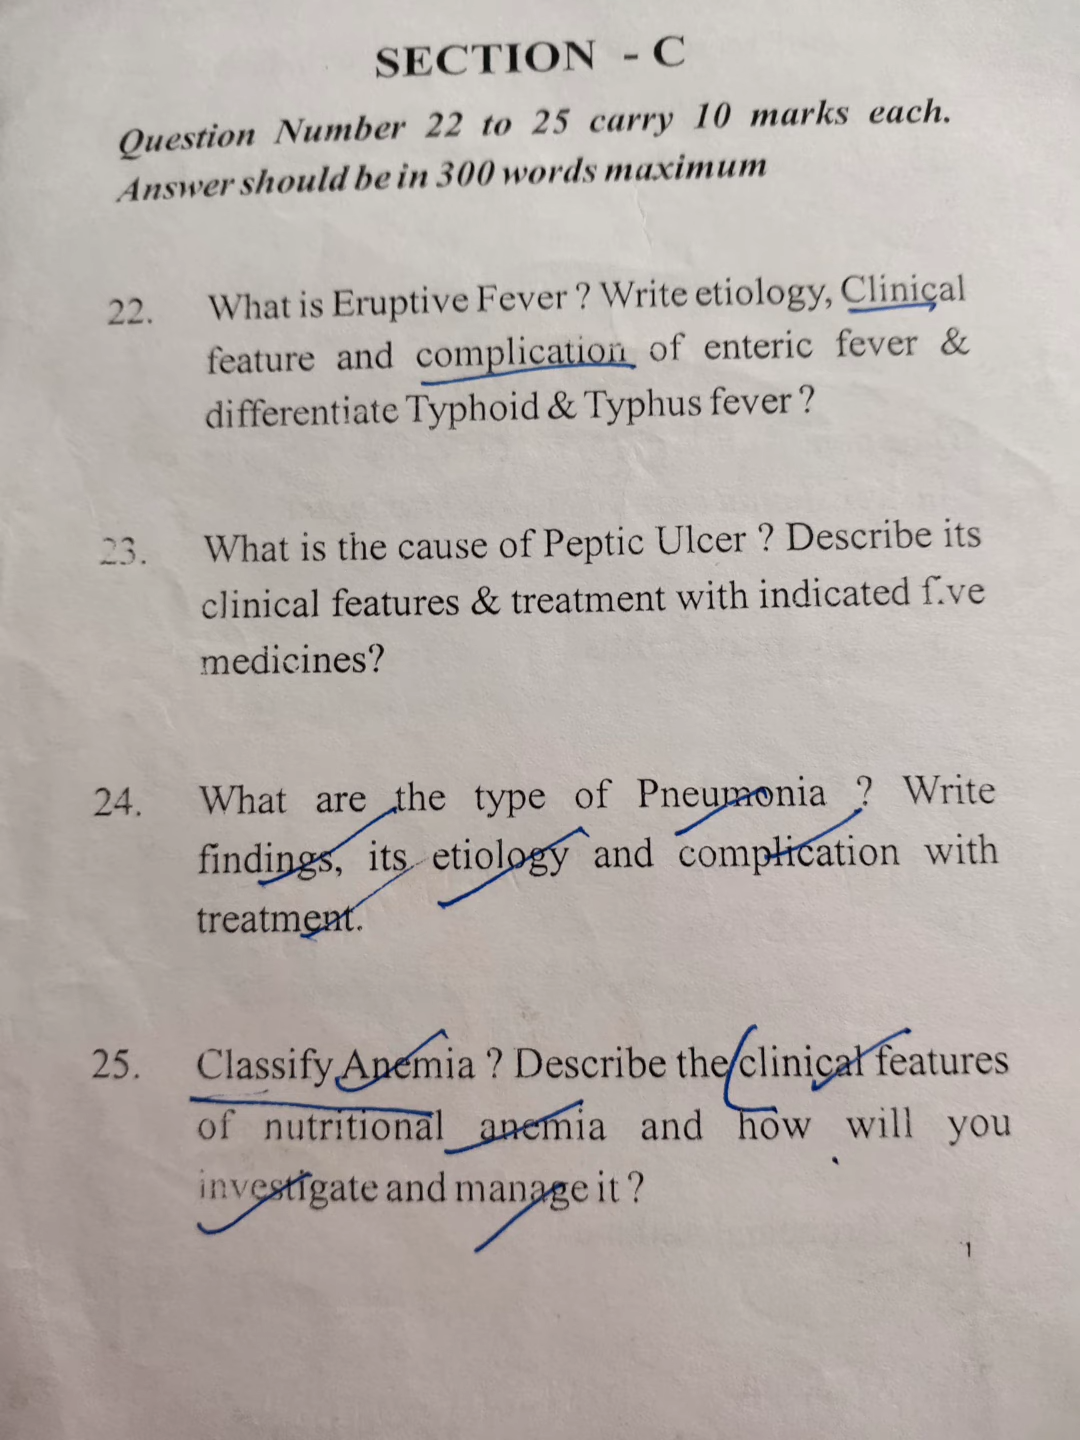 SECTION - C
Question Number 22 to 25 carry 10 marks each.
Answer should be in 300 words maximum
22. What is Eruptive Fever ? Write etiology, Clinical
feature and complication of enteric fever &
differentiate Typhoid & Typhus fever ?
23. What is the cause of Peptic Ulcer ? Describe its
clinical features & treatment with indicated f.ve
medicines?
24. What are the type of Pneumonia ? Write
findings, its etiology and complication with
treatment.
25. Classify Anemia ? Describe the clinical features
of nutritional anemia and how will you
investigate and manage it ?
1